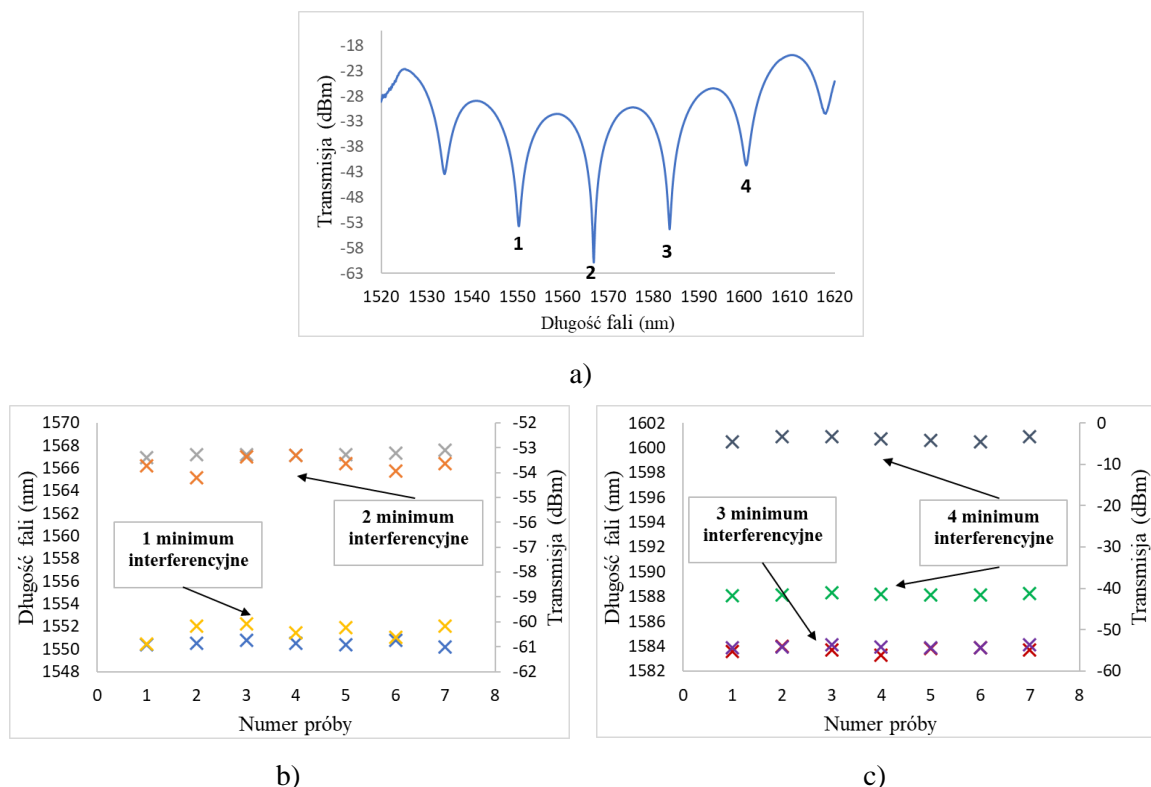 Transmisja (dBm)
-18
-23
-28
-33
-38
-43
-48
-53
-58
-63
1
2
3
4
1520 1530 1540 1550 1560 1570 1580 1590 1600 1610 1620
Długość fali (nm)
a)
Długość fali (nm)
1570
1568
1566
1564
1562
1560
1558
1556
1554
1552
1550
1548
1 minimum
interferencyjne
2 minimum
interferencyjne
-52
-53
-54
-55
-56
-57
-58
-59
-60
-61
-62
Transmisja (dBm)
0 1 2 3 4 5 6 7 8
Numer próby
b)
Długość fali (nm)
1602
1600
1598
1596
1594
1592
1590
1588
1586
1584
1582
3 minimum
interferencyjne
4 minimum
interferencyjne
0
-10
-20
-30
-40
-50
-60
Transmisja (dBm)
0 1 2 3 4 5 6 7 8
Numer próby
c)